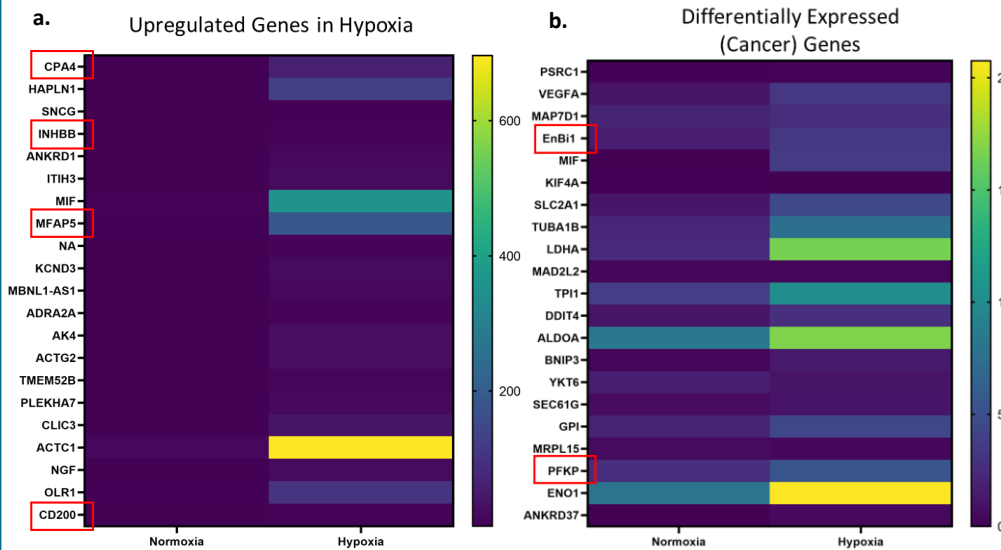 a.
Upregulated Genes in Hypoxia
CPA4
HAPLN1
SNCG
INHBB
ANKRD1
ITIH3
MIF
MFAP5
NA
KCND3
MBNL1-AS1
ADRA2A
AK4
ACTG2
TMEM52B
PLEKHA7
CLIC3
ACTC1
NGF
OLR1
CD200
Normoxia Hypoxia
600
400
200
b.
Differentially Expressed
(Cancer) Genes
PSRC1
VEGFA
MAP7D1
EnBi1
MIF
KIF4A
SLC2A1
TUBA1B
LDHA
MAD2L2
TPI1
DDIT4
ALDOA
BNIP3
YKT6
SEC61G
GPI
MRPL15
PFKP
ENO1
ANKRD37
Normoxia Hypoxia